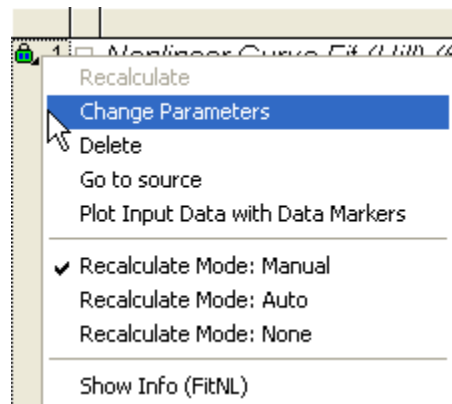 1 Nonlinear Curve Fit (Hill)
Recalculate
Change Parameters
Delete
Go to source
Plot Input Data with Data Markers
Recalculate Mode: Manual
Recalculate Mode: Auto
Recalculate Mode: None
Show Info (FitNL)